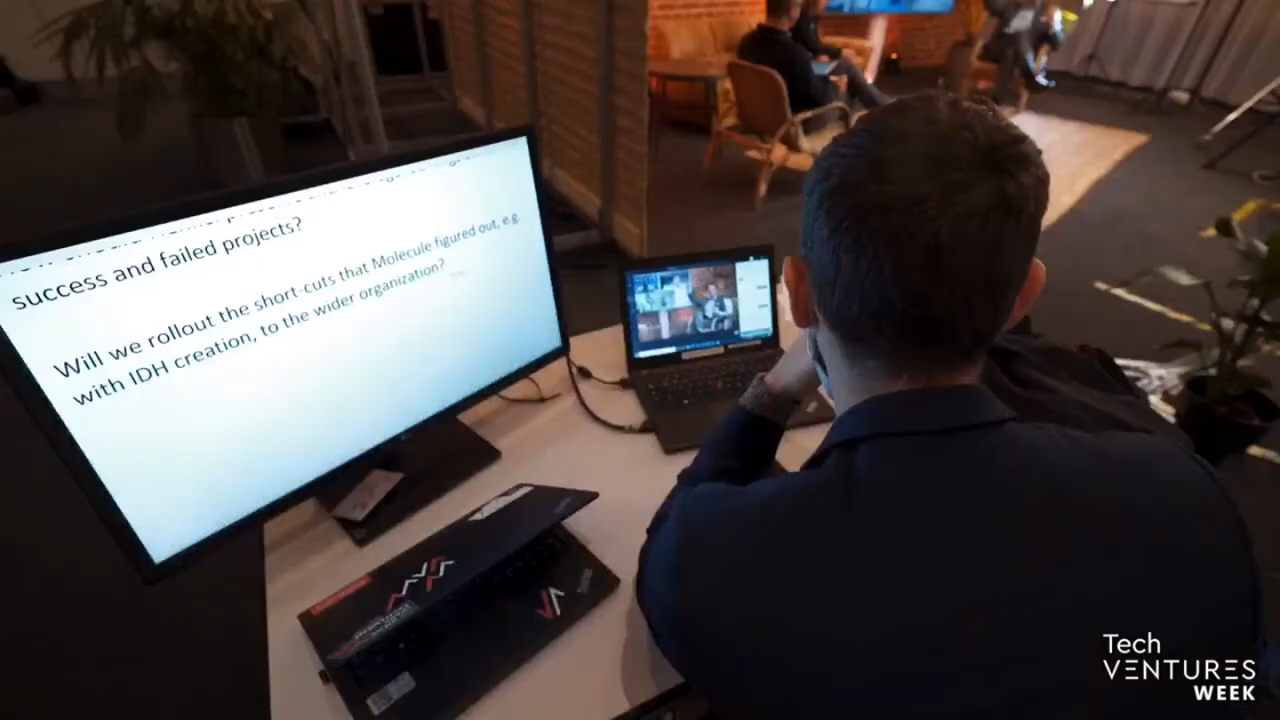 success and failed projects?
Will we rollout the short-cuts that Molecule figured out, e.g.
with IDH creation, to the wider organization?
Tech
VENTURES
WEEK